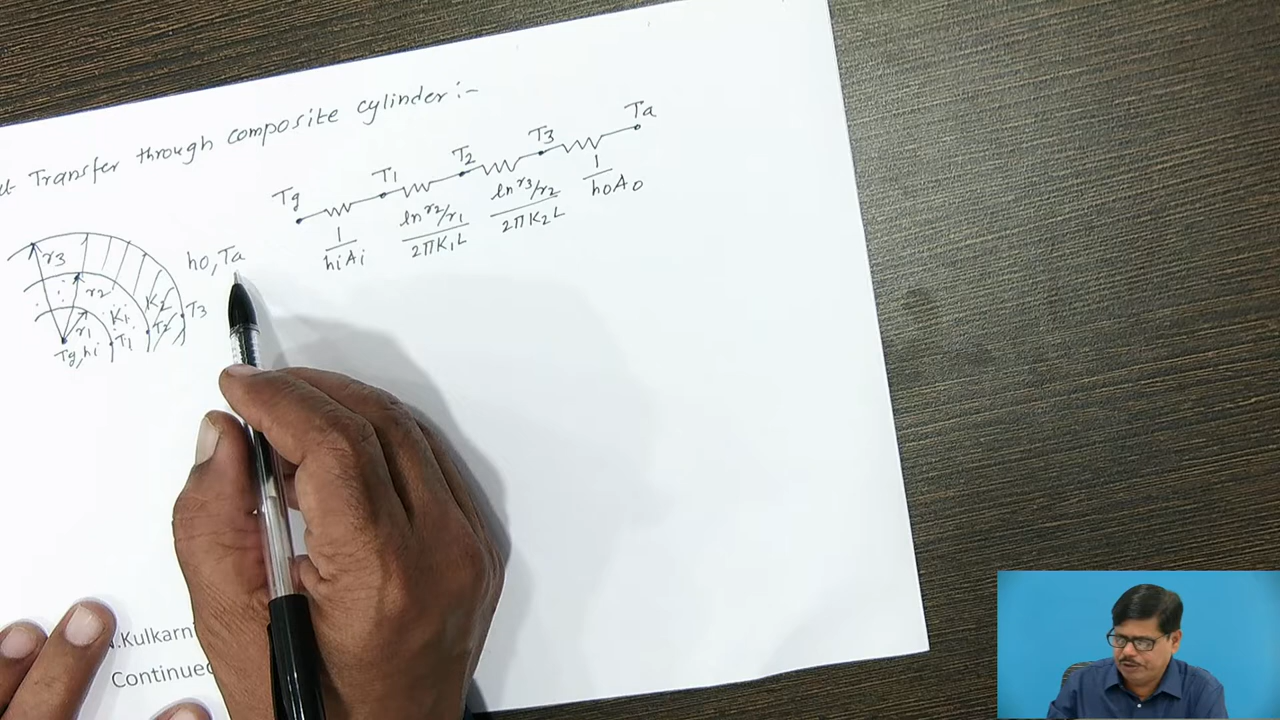 Transfer through composite cylinder :-
Tg T1 T2 T3 Ta
1/hiAi ln r2/r1 / 2πK1L ln r3/r2 / 2πK2L 1/hoAo
r3 ho,Ta
r2 K2 T3
r1 K1 T2
Tg,hi T1
.Kulkarni
Continued